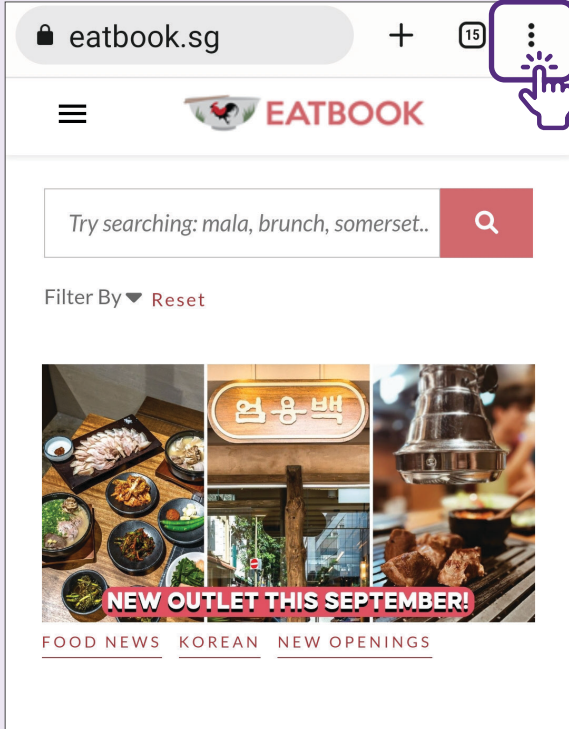 eatbook.sg
15
EATBOOK
Try searching: mala, brunch, somerset..
Filter By Reset
엄용백
NEW OUTLET THIS SEPTEMBER!
FOOD NEWS KOREAN NEW OPENINGS